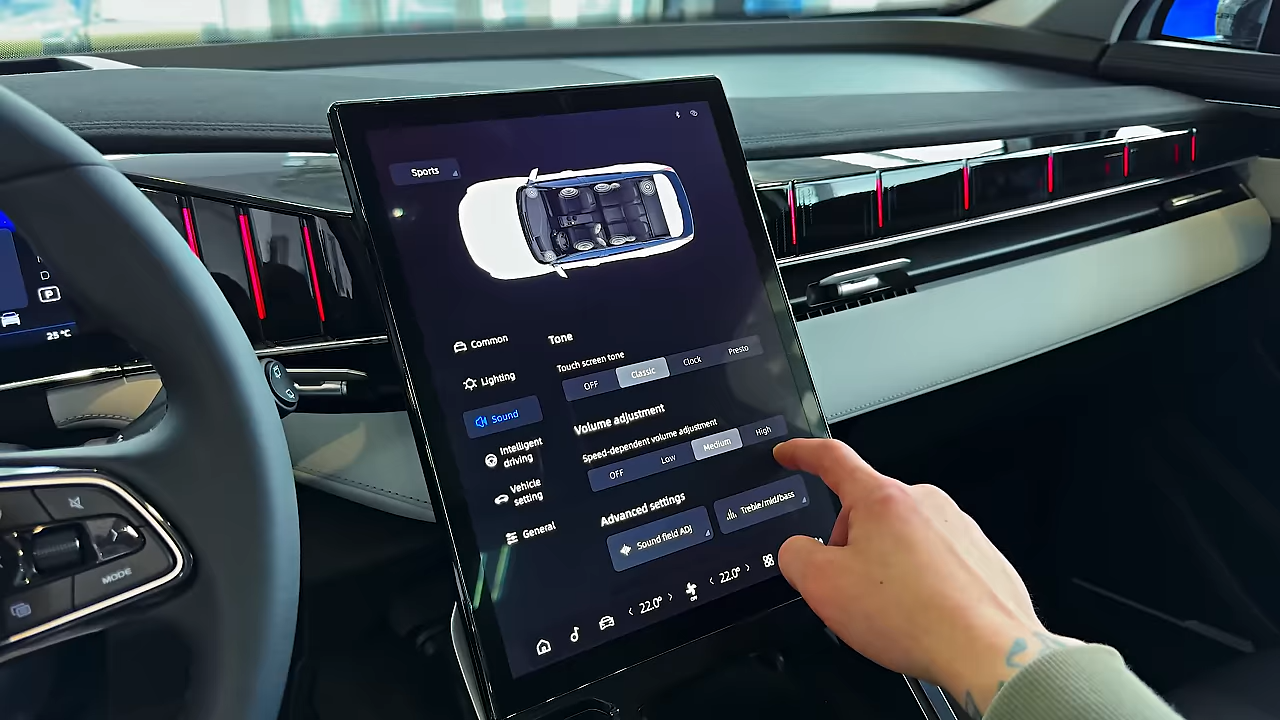 Sports
Common
Lighting
Sound
Intelligent
driving
Vehicle
setting
General
Tone
Touch screen tone
OFF Classic Clock Presto
Volume adjustment
Speed-dependent volume adjustment
OFF Low Medium High
Advanced settings
Sound field ADJ
Treble/mid/bass
22.0°
OFF
22.0°
D
P
25 °C
MODE